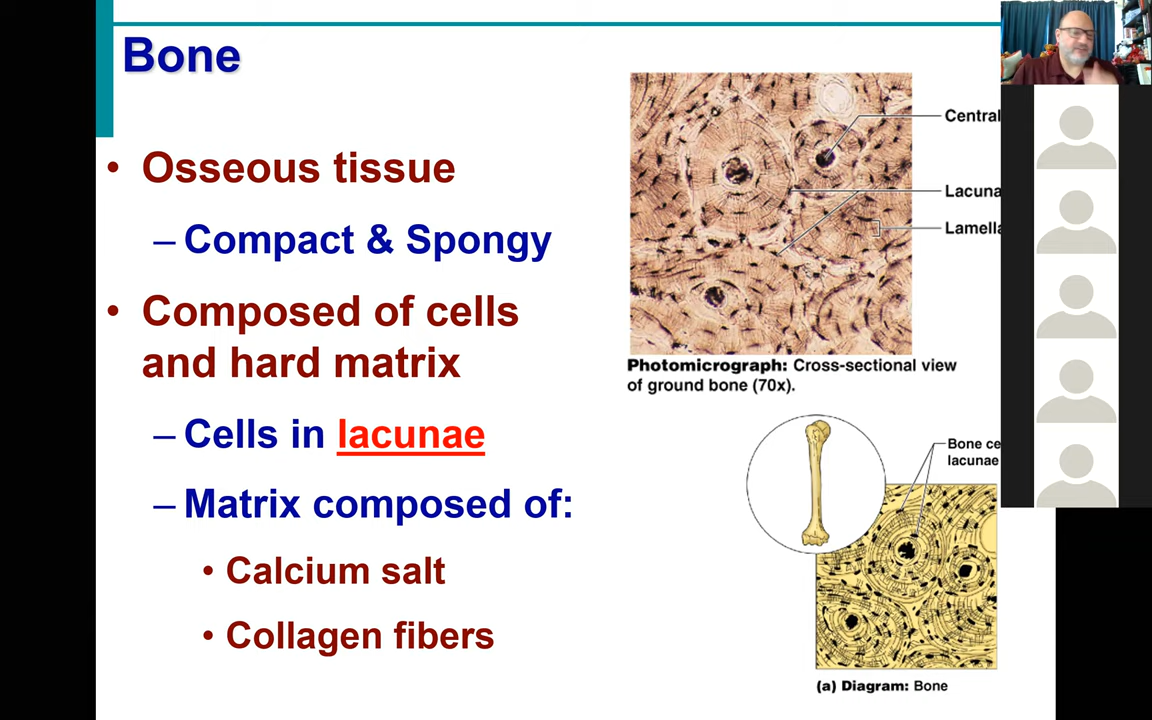 Bone
• Osseous tissue
– Compact & Spongy
• Composed of cells
and hard matrix
– Cells in lacunae
– Matrix composed of:
• Calcium salt
• Collagen fibers
Central
Lacuna
Lamella
Photomicrograph: Cross-sectional view
of ground bone (70x).
Bone ce
lacunae
(a) Diagram: Bone